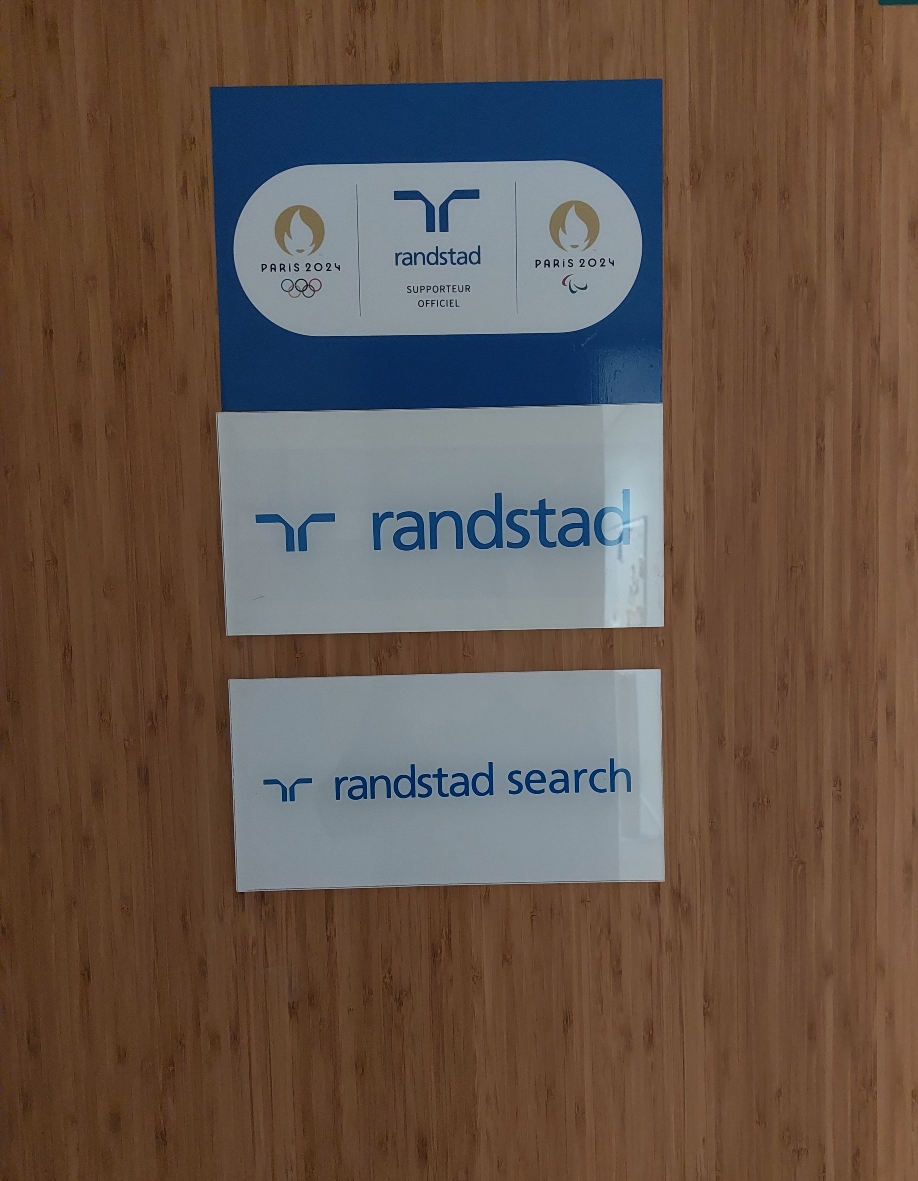 PARIS 2024
randstad
SUPPORTEUR
OFFICIEL
PARIS 2024
randstad
randstad search